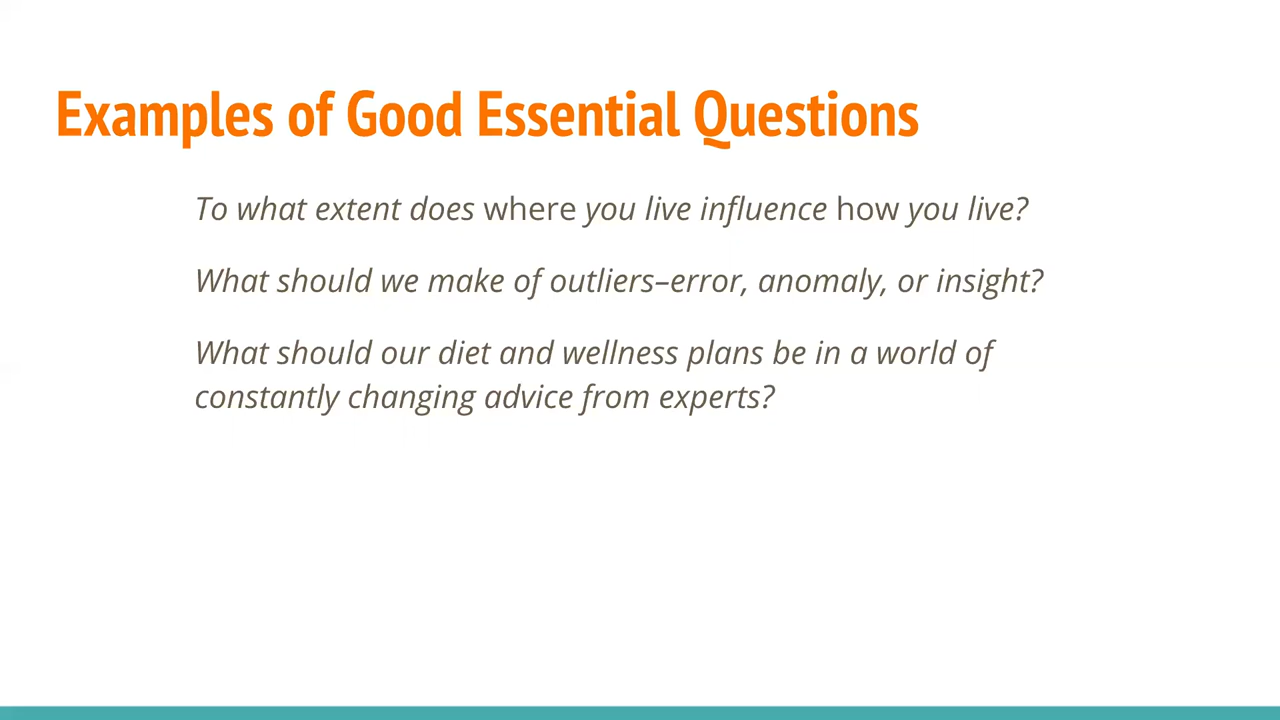 Examples of Good Essential Questions
To what extent does where you live influence how you live?
What should we make of outliers–error, anomaly, or insight?
What should our diet and wellness plans be in a world of
constantly changing advice from experts?